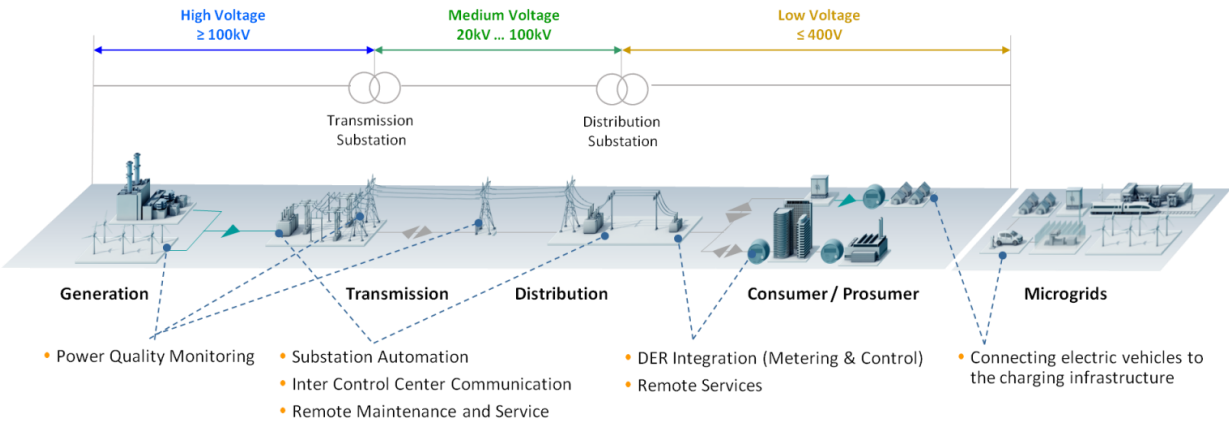 High Voltage
≥ 100kV
Medium Voltage
20kV ... 100kV
Low Voltage
≤ 400V
Transmission
Substation
Distribution
Substation
Generation
Transmission
Distribution
Consumer / Prosumer
Microgrids
• Power Quality Monitoring
• Substation Automation
• Inter Control Center Communication
• Remote Maintenance and Service
• DER Integration (Metering & Control)
• Remote Services
• Connecting electric vehicles to
the charging infrastructure